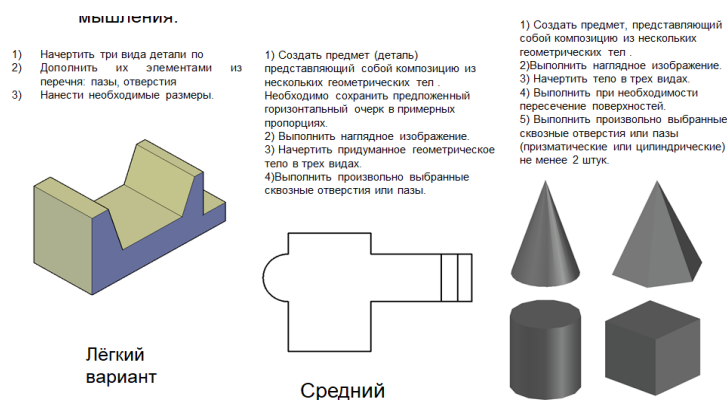 мышления:
1) Начертить три вида детали по
2) Дополнить их элементами из
перечня: пазы, отверстия
3) Нанести необходимые размеры.
Лёгкий
вариант
1) Создать предмет (деталь)
представляющий собой композицию из
нескольких геометрических тел .
Необходимо сохранить предложенный
горизонтальный очерк в примерных
пропорциях.
2) Выполнить наглядное изображение.
3) Начертить придуманное геометрическое
тело в трех видах.
4)Выполнить произвольно выбранные
сквозные отверстия или пазы.
Средний
1) Создать предмет, представляющий
собой композицию из нескольких
геометрических тел .
2)Выполнить наглядное изображение.
3) Начертить тело в трех видах.
4) Выполнить при необходимости
пересечение поверхностей.
5) Выполнить произвольно выбранные
сквозные отверстия или пазы
(призматические или цилиндрические)
не менее 2 штук.